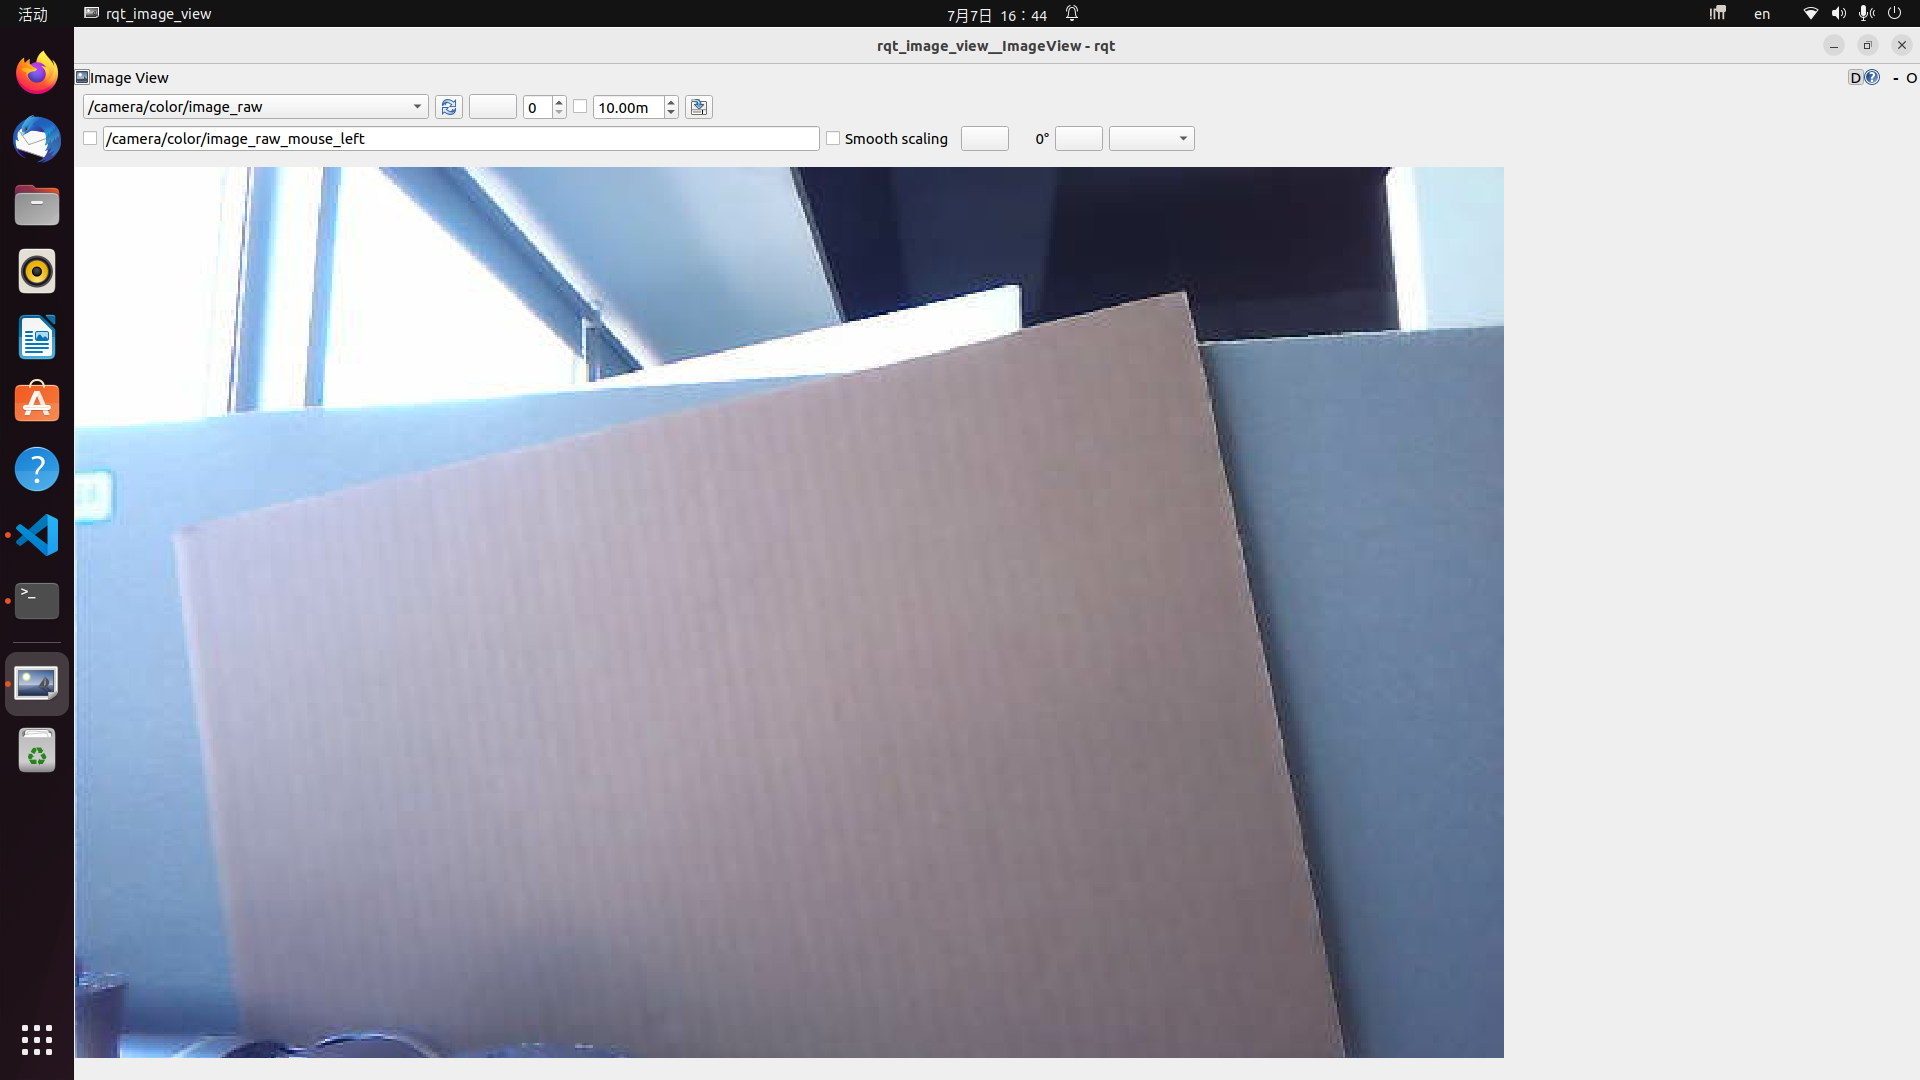 活动
rqt_image_view
7月7日 16：44
en
rqt_image_view__ImageView - rqt
Image View
D
- O
/camera/color/image_raw
0
10.00m
/camera/color/image_raw_mouse_left
Smooth scaling
0°